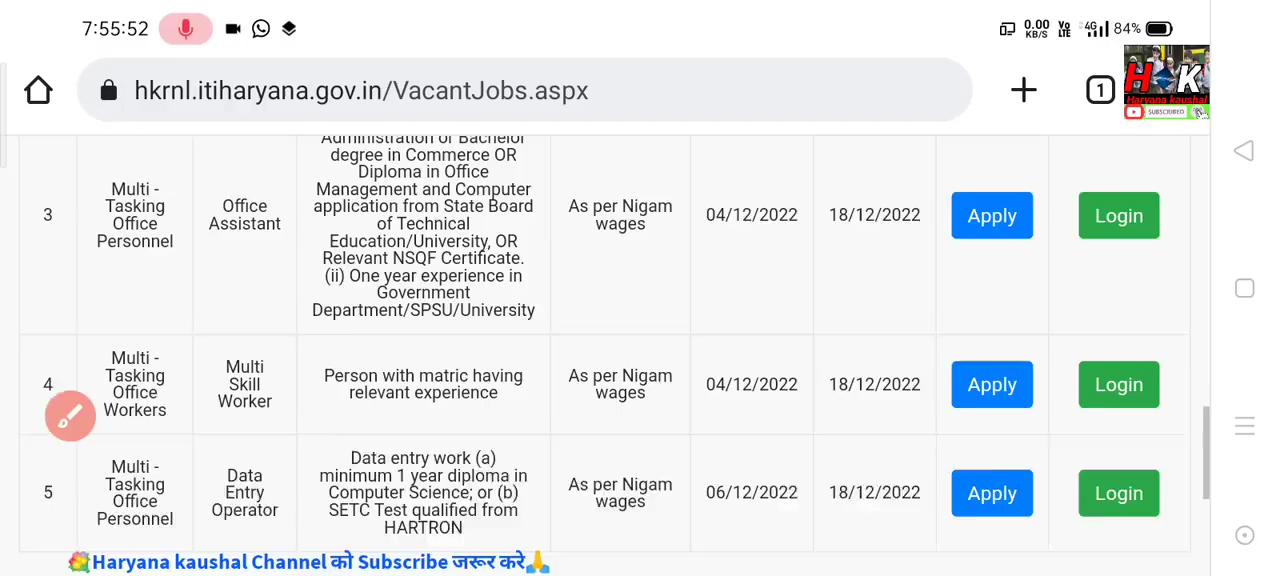 7:55:52
0.00 KB/S
Vo LTE
4G
84%
hkrnl.itiharyana.gov.in/VacantJobs.aspx
1
H K
Haryana kaushal
SUBSCRIBED
3
Multi -
Tasking
Office
Personnel
Office
Assistant
Administration or Bachelor
degree in Commerce OR
Diploma in Office
Management and Computer
application from State Board
of Technical
Education/University, OR
Relevant NSQF Certificate.
(ii) One year experience in
Government
Department/SPSU/University
As per Nigam
wages
04/12/2022
18/12/2022
Apply
Login
4
Multi -
Tasking
Office
Workers
Multi
Skill
Worker
Person with matric having
relevant experience
As per Nigam
wages
04/12/2022
18/12/2022
Apply
Login
5
Multi -
Tasking
Office
Personnel
Data
Entry
Operator
Data entry work (a)
minimum 1 year diploma in
Computer Science; or (b)
SETC Test qualified from
HARTRON
As per Nigam
wages
06/12/2022
18/12/2022
Apply
Login
Haryana kaushal Channel को Subscribe जरूर करे